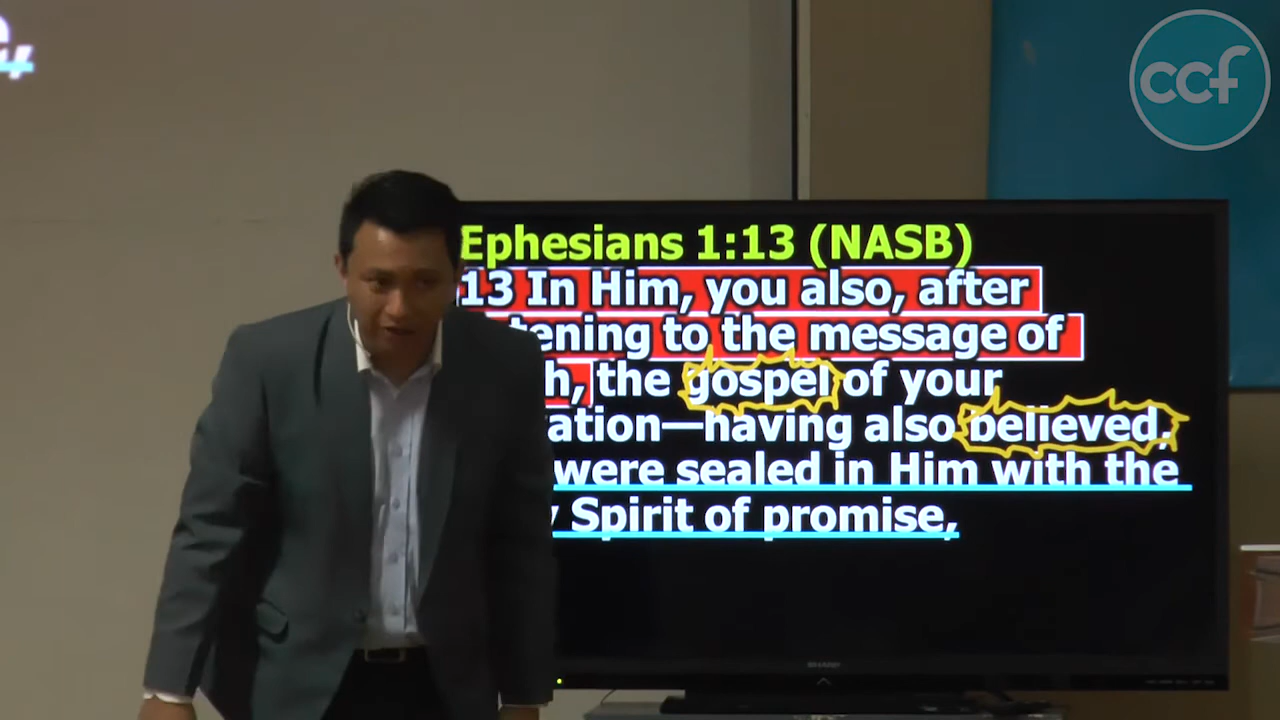 ccf
Ephesians 1:13 (NASB)
13 In Him, you also, after
tening to the message of
h, the gospel of your
ation—having also believed,
were sealed in Him with the
Spirit of promise,
SHARP